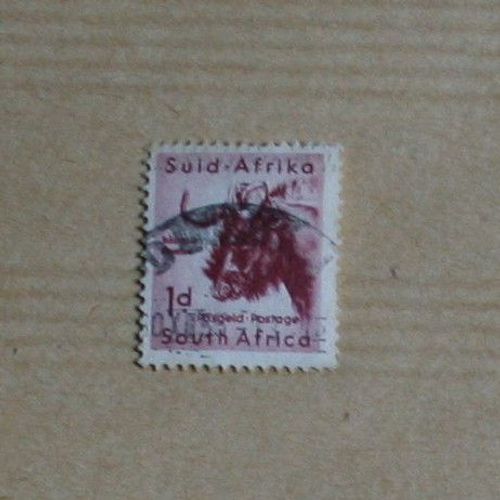 Suid-Afrika
1d
Posgeld·Postage
South Africa